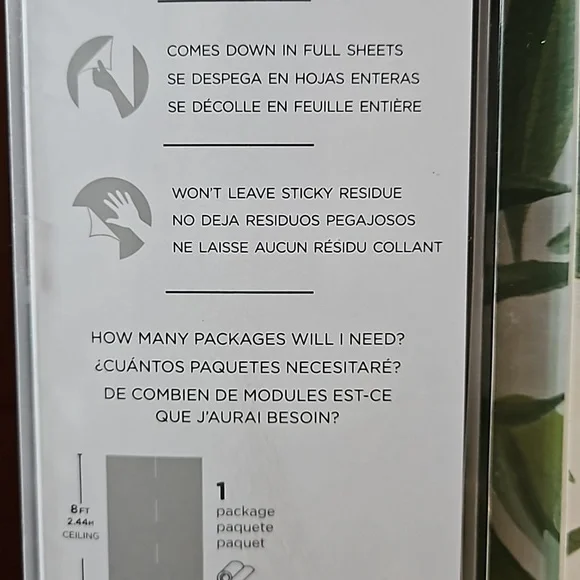 COMES DOWN IN FULL SHEETS
SE DESPEGA EN HOJAS ENTERAS
SE DÉCOLLE EN FEUILLE ENTIÈRE
WON'T LEAVE STICKY RESIDUE
NO DEJA RESIDUOS PEGAJOSOS
NE LAISSE AUCUN RÉSIDU COLLANT
HOW MANY PACKAGES WILL I NEED?
¿CUÁNTOS PAQUETES NECESITARÉ?
DE COMBIEN DE MODULES EST-CE
QUE J'AURAI BESOIN?
8 FT
2.44M
CEILING
1
package
paquete
paquet